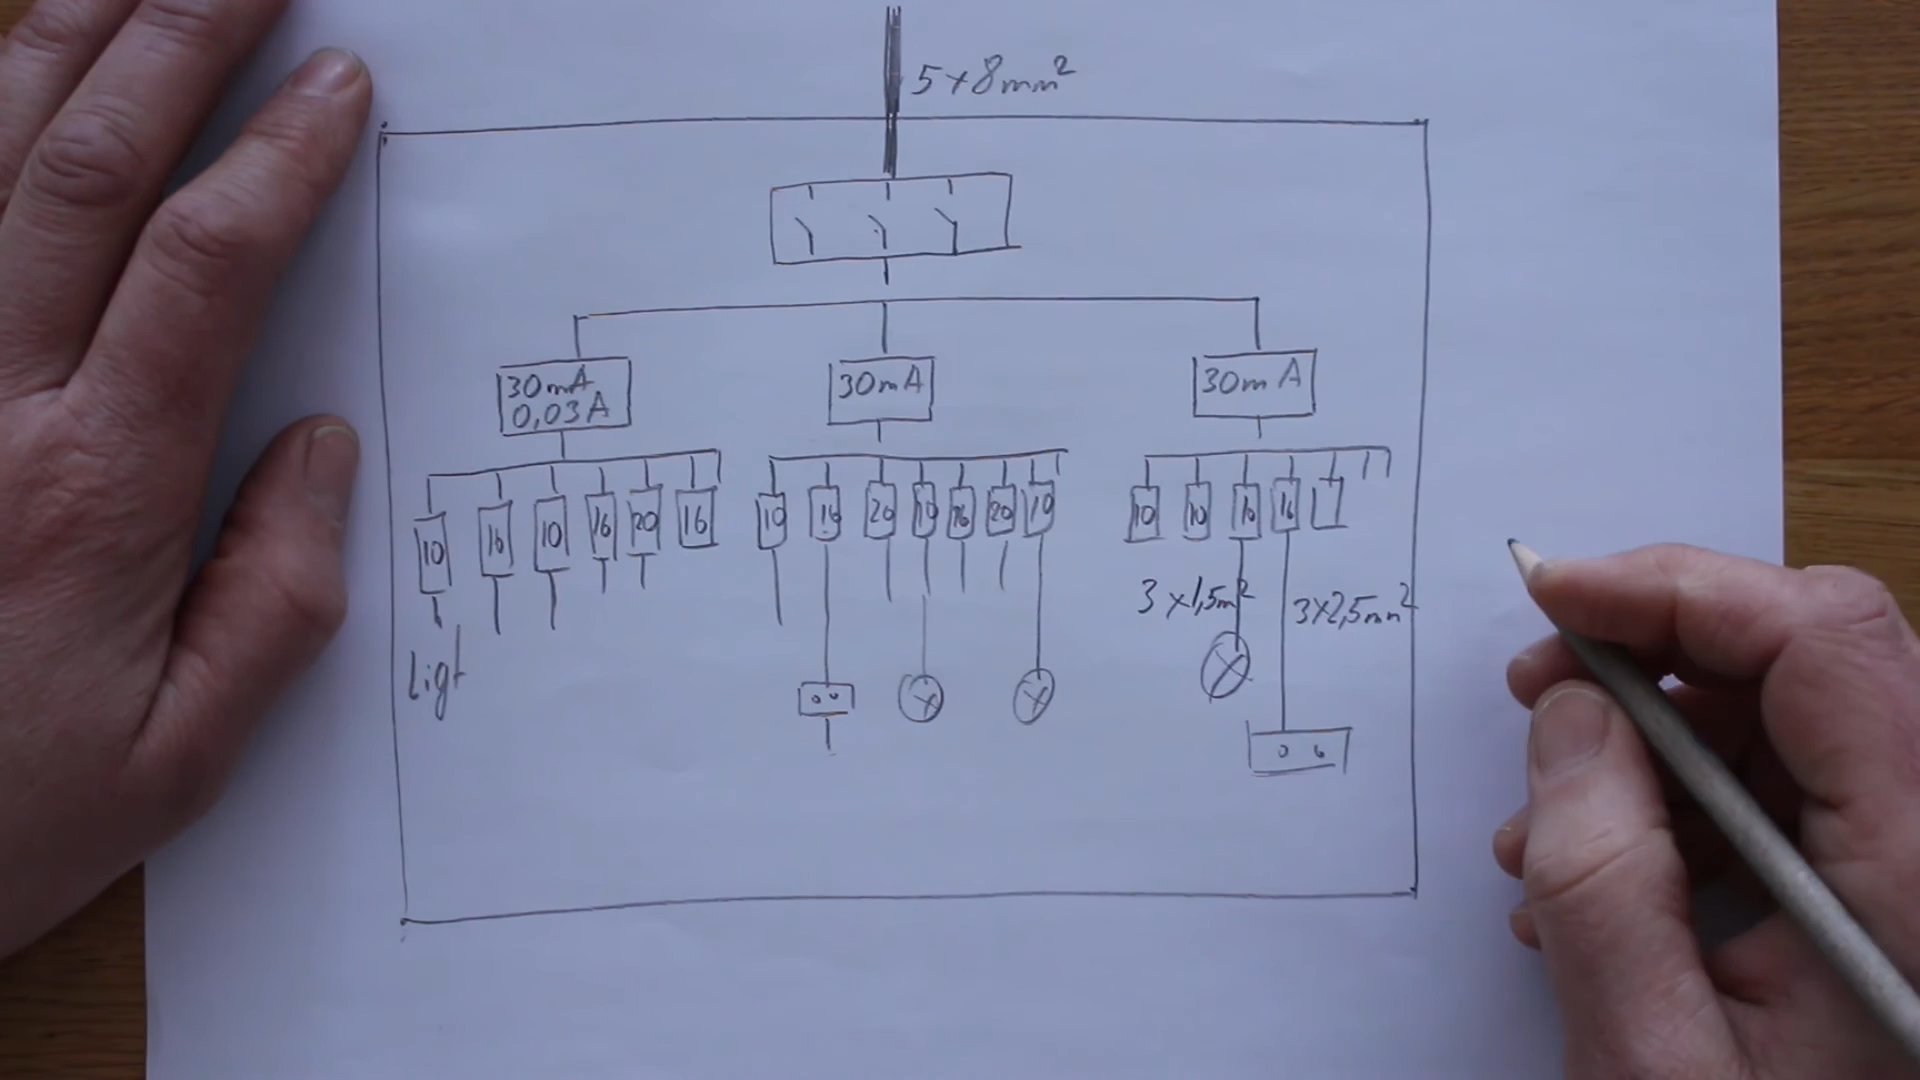 5x8mm²
30mA
0,03A
30mA
30mA
10 16 10 16 20 16
10 16 20 10 16 20 10
10 10 10 16
3x1,5m²
3x2,5mm²
Ligt